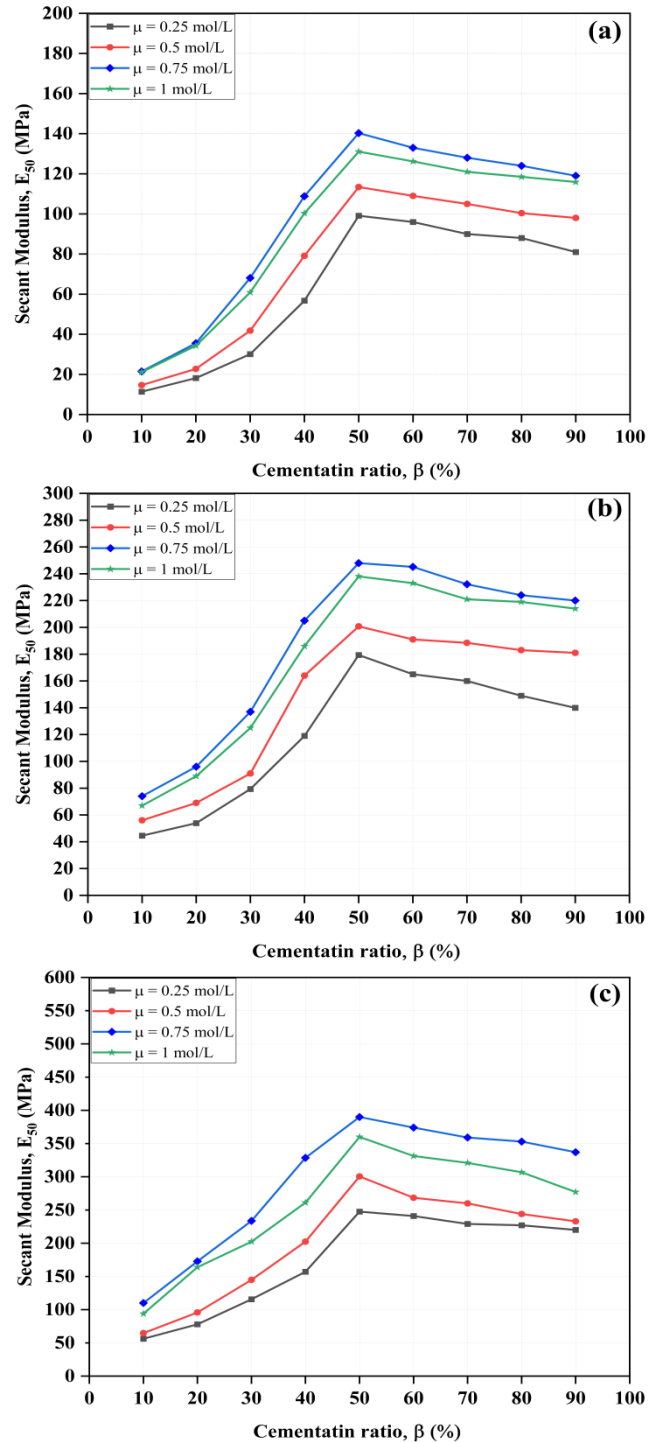 (a)
μ = 0.25 mol/L
μ = 0.5 mol/L
μ = 0.75 mol/L
μ = 1 mol/L
Secant Modulus, E₅₀ (MPa)
200
180
160
140
120
100
80
60
40
20
0
0 10 20 30 40 50 60 70 80 90 100
Cementatin ratio, β (%)
(b)
μ = 0.25 mol/L
μ = 0.5 mol/L
μ = 0.75 mol/L
μ = 1 mol/L
Secant Modulus, E₅₀ (MPa)
300
280
260
240
220
200
180
160
140
120
100
80
60
40
20
0
0 10 20 30 40 50 60 70 80 90 100
Cementatin ratio, β (%)
(c)
μ = 0.25 mol/L
μ = 0.5 mol/L
μ = 0.75 mol/L
μ = 1 mol/L
Secant Modulus, E₅₀ (MPa)
600
550
500
450
400
350
300
250
200
150
100
50
0
0 10 20 30 40 50 60 70 80 90 100
Cementatin ratio, β (%)